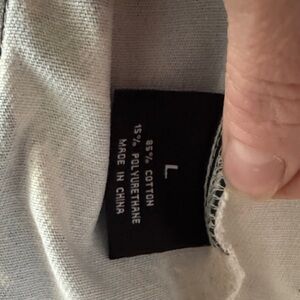 L
85% COTTON
15% POLYURETHANE
MADE IN CHINA